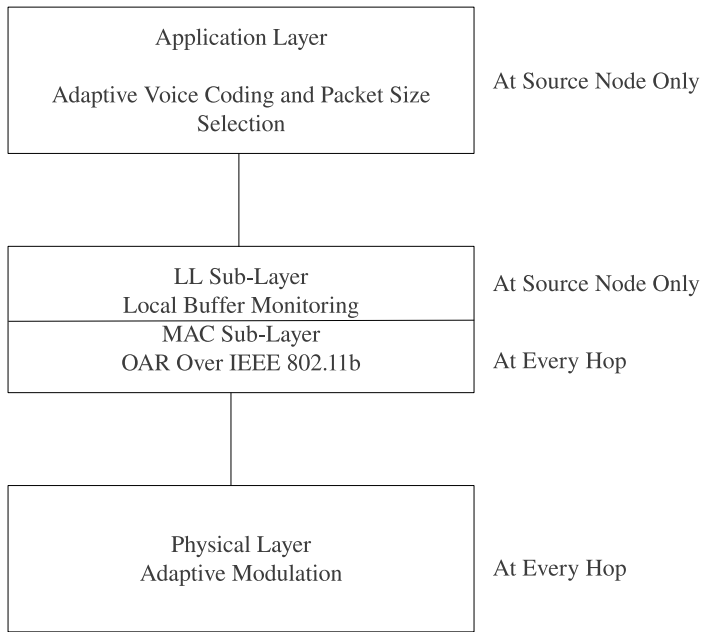 Application Layer
Adaptive Voice Coding and Packet Size
Selection
At Source Node Only
LL Sub-Layer
Local Buffer Monitoring
At Source Node Only
MAC Sub-Layer
OAR Over IEEE 802.11b
At Every Hop
Physical Layer
Adaptive Modulation
At Every Hop